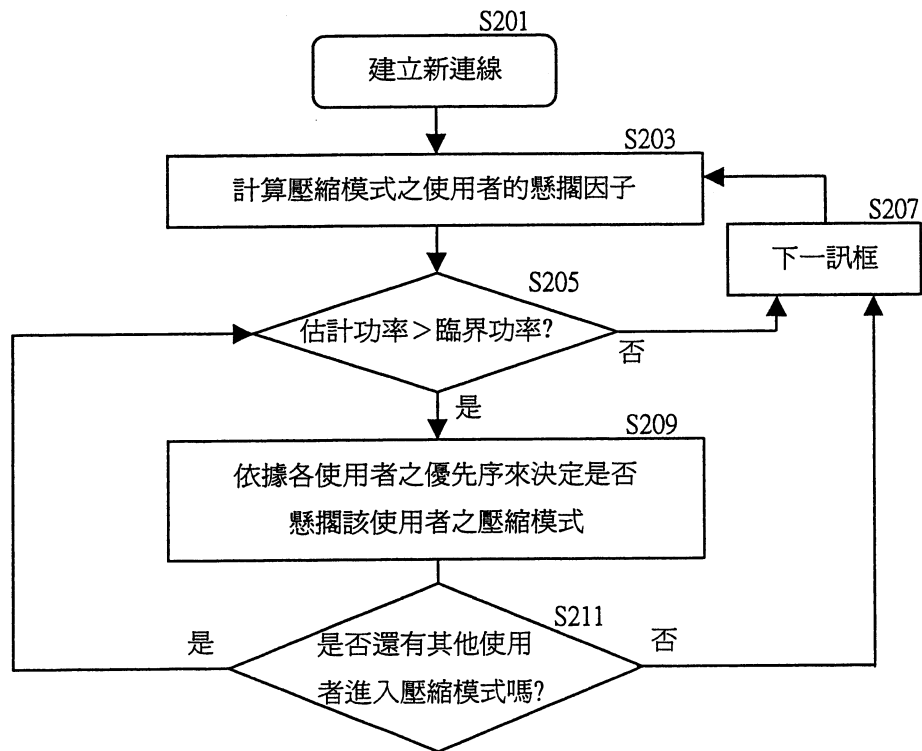 S201
建立新連線
S203
計算壓縮模式之使用者的懸擱因子
S207
下一訊框
S205
估計功率＞臨界功率?
否
是
S209
依據各使用者之優先序來決定是否
懸擱該使用者之壓縮模式
S211
是
是否還有其他使用
者進入壓縮模式嗎?
否